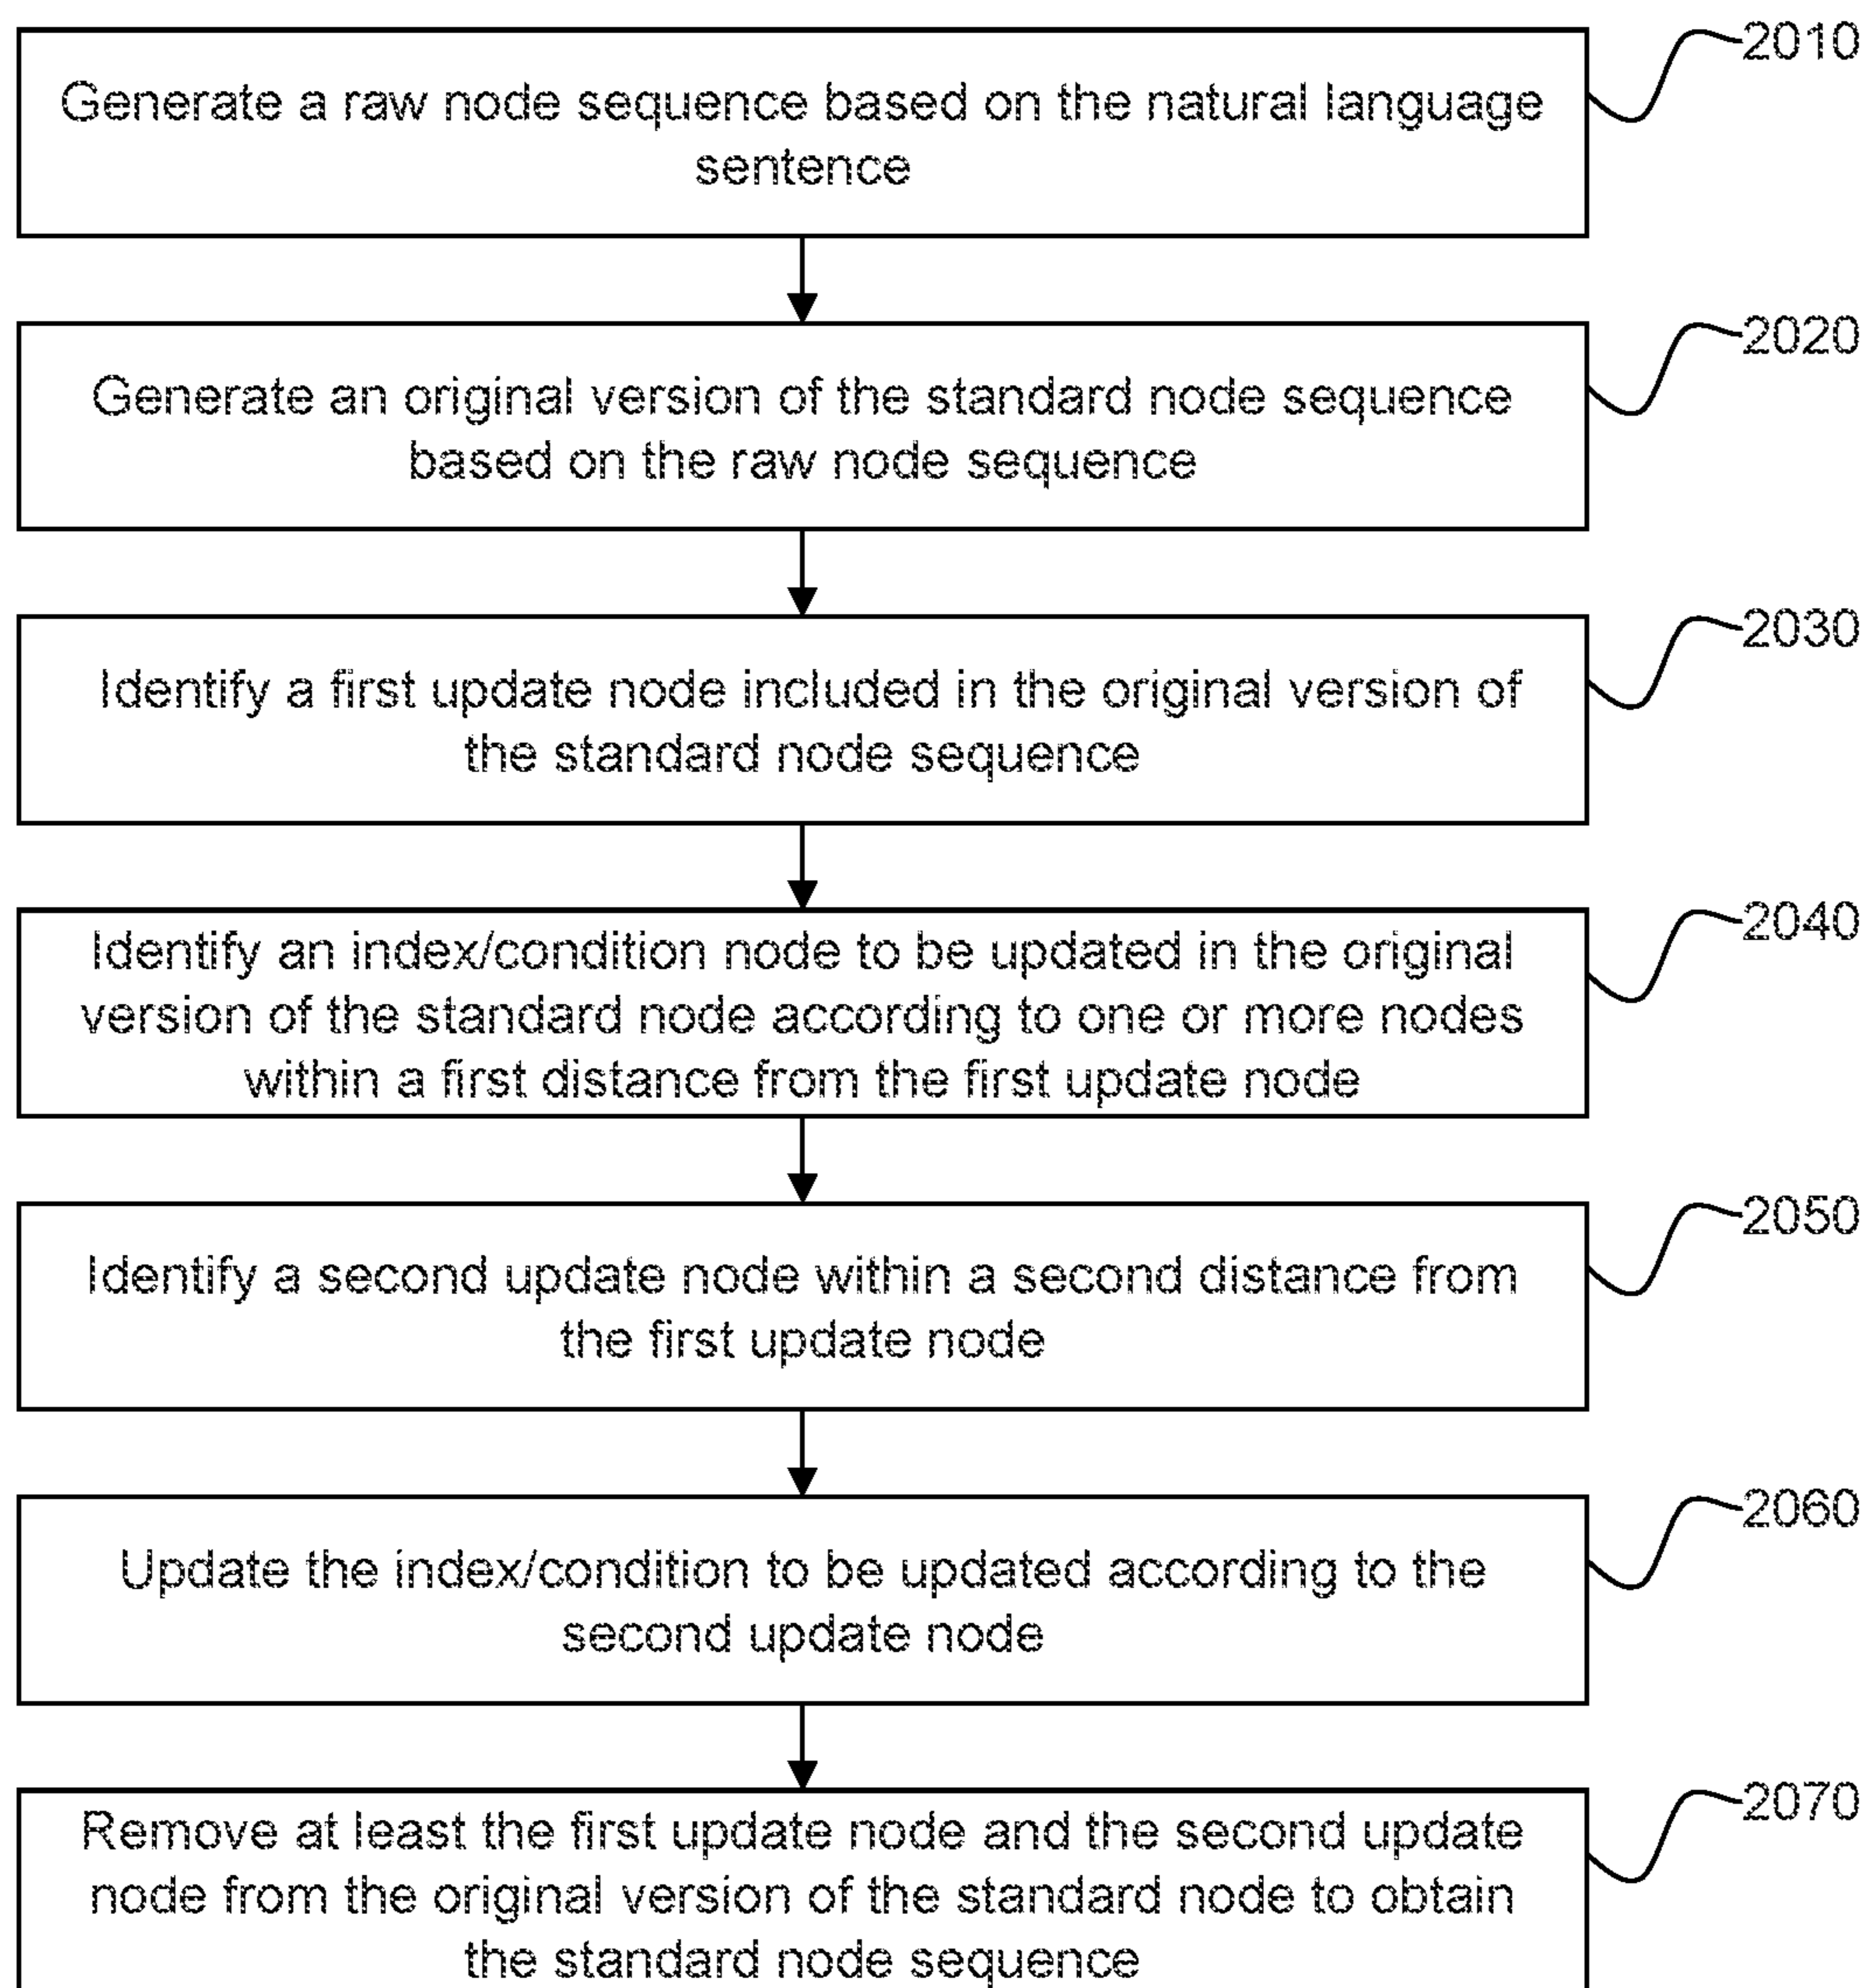 2010
Generate a raw node sequence based on the natural language
sentence
2020
Generate an original version of the standard node sequence
based on the raw node sequence
2030
Identify a first update node included in the original version of
the standard node sequence
2040
Identify an index/condition node to be updated in the original
version of the standard node according to one or more nodes
within a first distance from the first update node
2050
Identify a second update node within a second distance from
the first update node
2060
Update the index/condition to be updated according to the
second update node
2070
Remove at least the first update node and the second update
node from the original version of the standard node to obtain
the standard node sequence